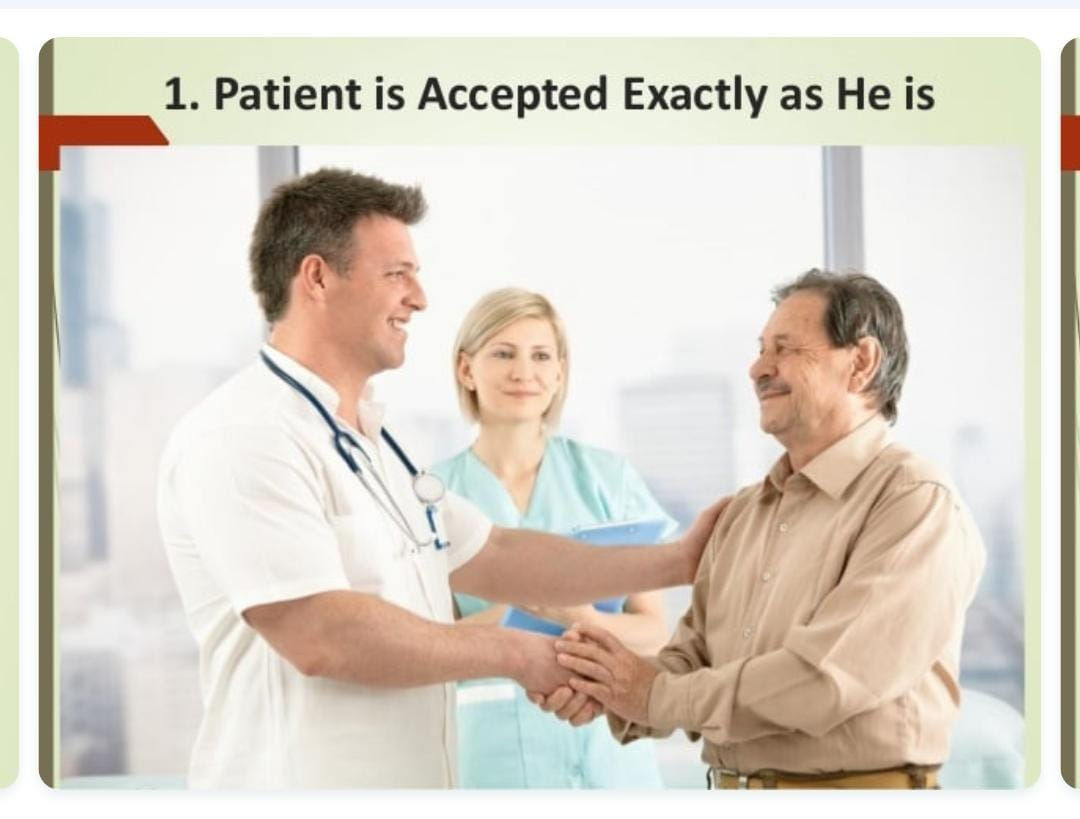 1. Patient is Accepted Exactly as He is